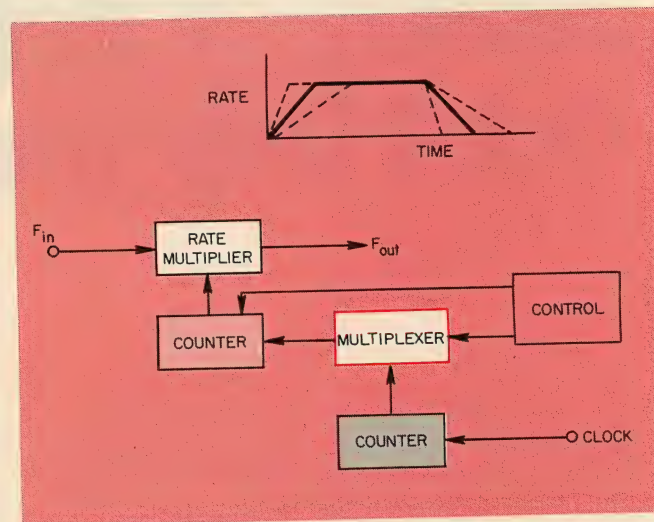 RATE
TIME
F_in
RATE
MULTIPLIER
F_out
COUNTER
MULTIPLEXER
CONTROL
COUNTER
CLOCK